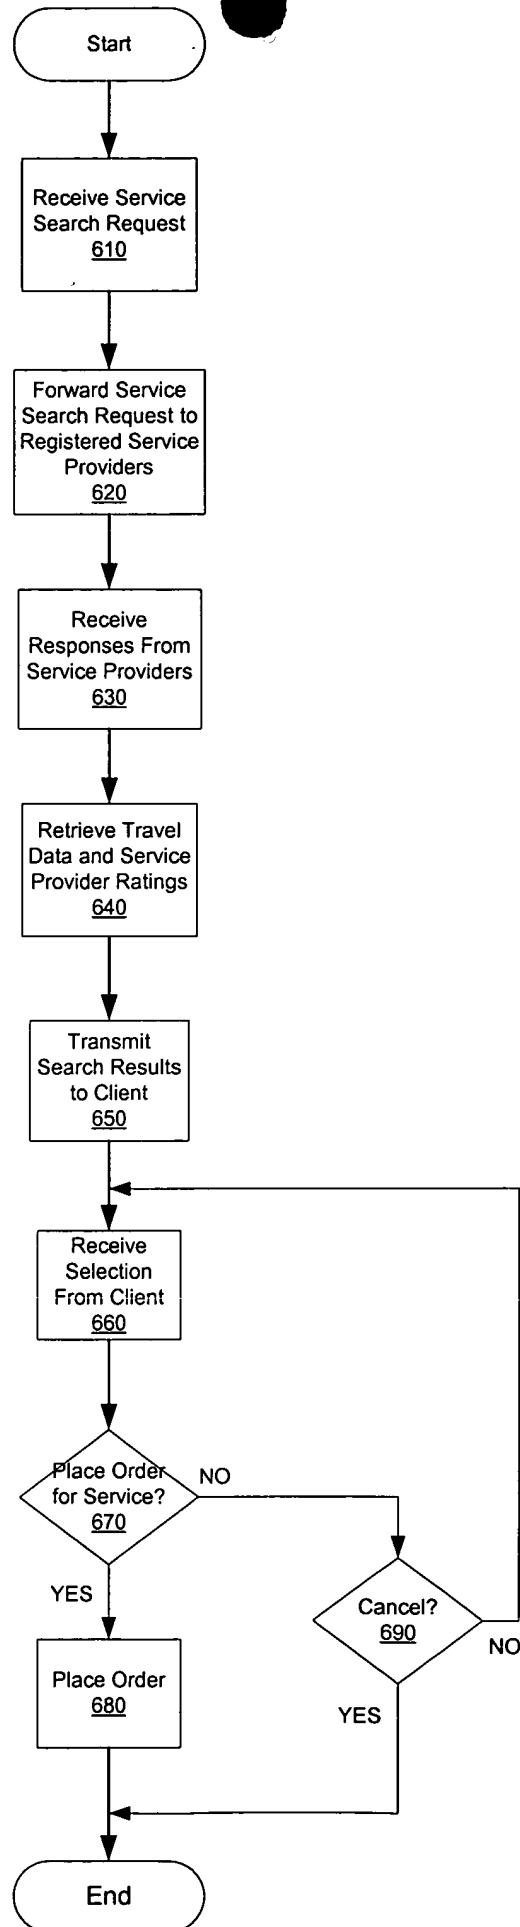 Start
Receive Service
Search Request
610
Forward Service
Search Request to
Registered Service
Providers
620
Receive
Responses From
Service Providers
630
Retrieve Travel
Data and Service
Provider Ratings
640
Transmit
Search Results
to Client
650
Receive
Selection
From Client
660
Place Order
for Service?
670
NO
YES
Cancel?
690
NO
Place Order
680
YES
End